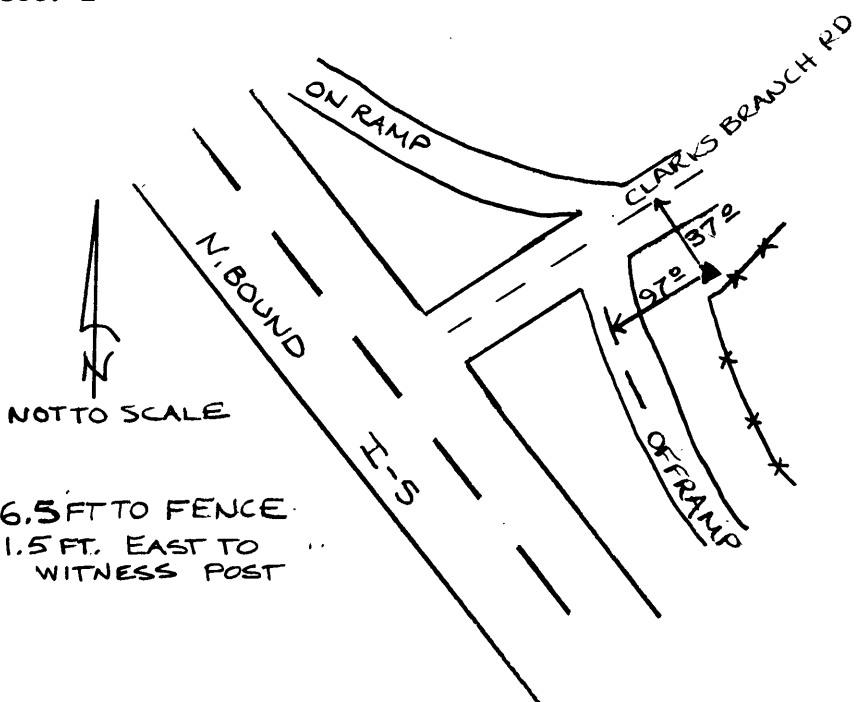 ON RAMP
CLARKS BRANCH RD
37º
97º
N. BOUND
I-5
OFFRAMP
N
NOT TO SCALE
6.5 FT TO FENCE
1.5 FT. EAST TO
WITNESS POST